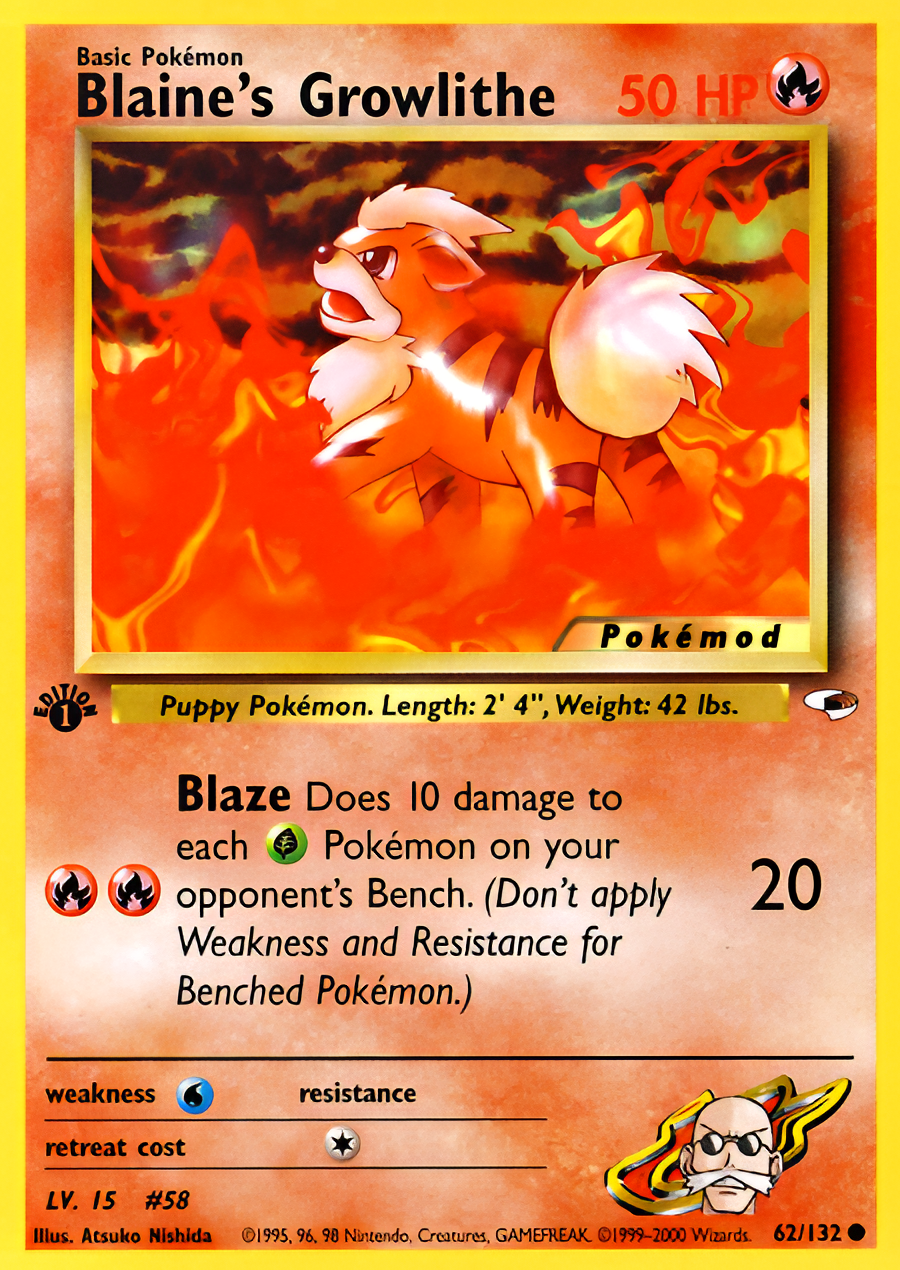 Basic Pokémon
Blaine's Growlithe 50 HP
Pokémod
EDITION
1
Puppy Pokémon. Length: 2' 4", Weight: 42 lbs.
Blaze Does 10 damage to
each Pokémon on your
opponent's Bench. (Don't apply
Weakness and Resistance for
Benched Pokémon.)
20
weakness resistance
retreat cost
LV. 15 #58
Illus. Atsuko Nishida ©1995, 96, 98 Nintendo, Creatures, GAMEFREAK. ©1999–2000 Wizards. 62/132